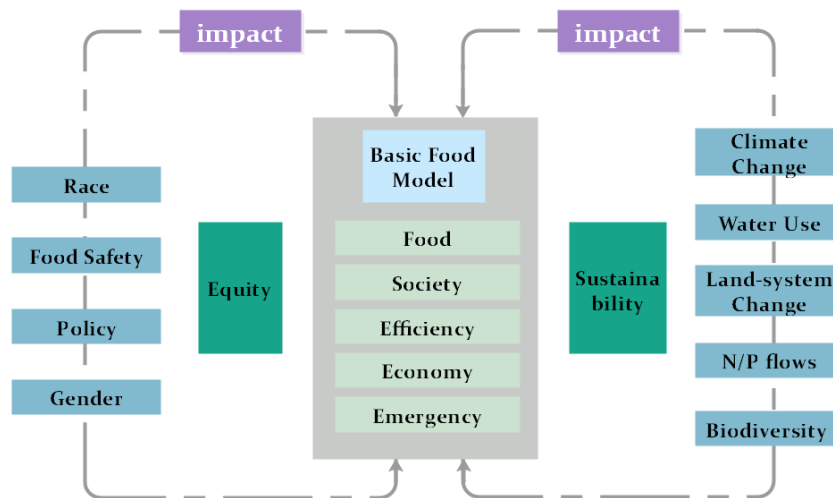 impact
impact
Race
Food Safety
Policy
Gender
Equity
Basic Food
Model
Food
Society
Efficiency
Economy
Emergency
Sustaina
bility
Climate
Change
Water Use
Land-system
Change
N/P flows
Biodiversity